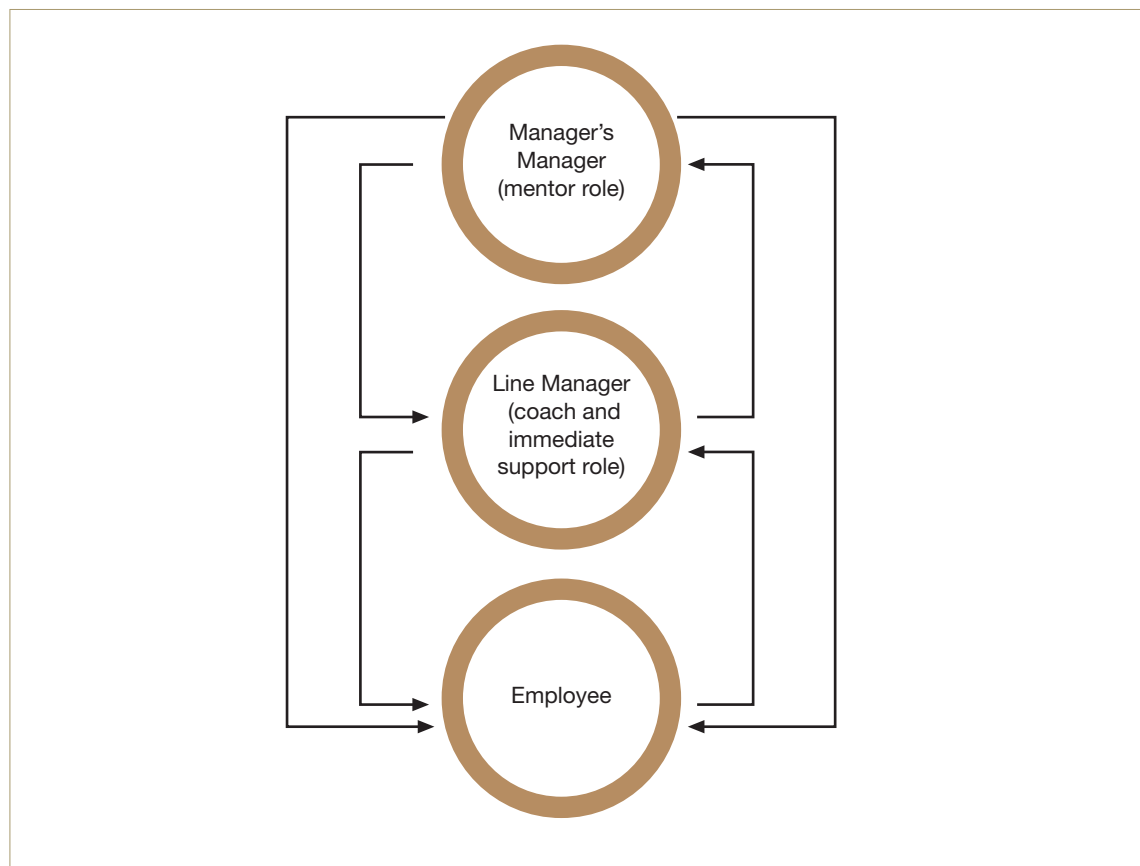 Manager’s
Manager
(mentor role)
Line Manager
(coach and
immediate
support role)
Employee